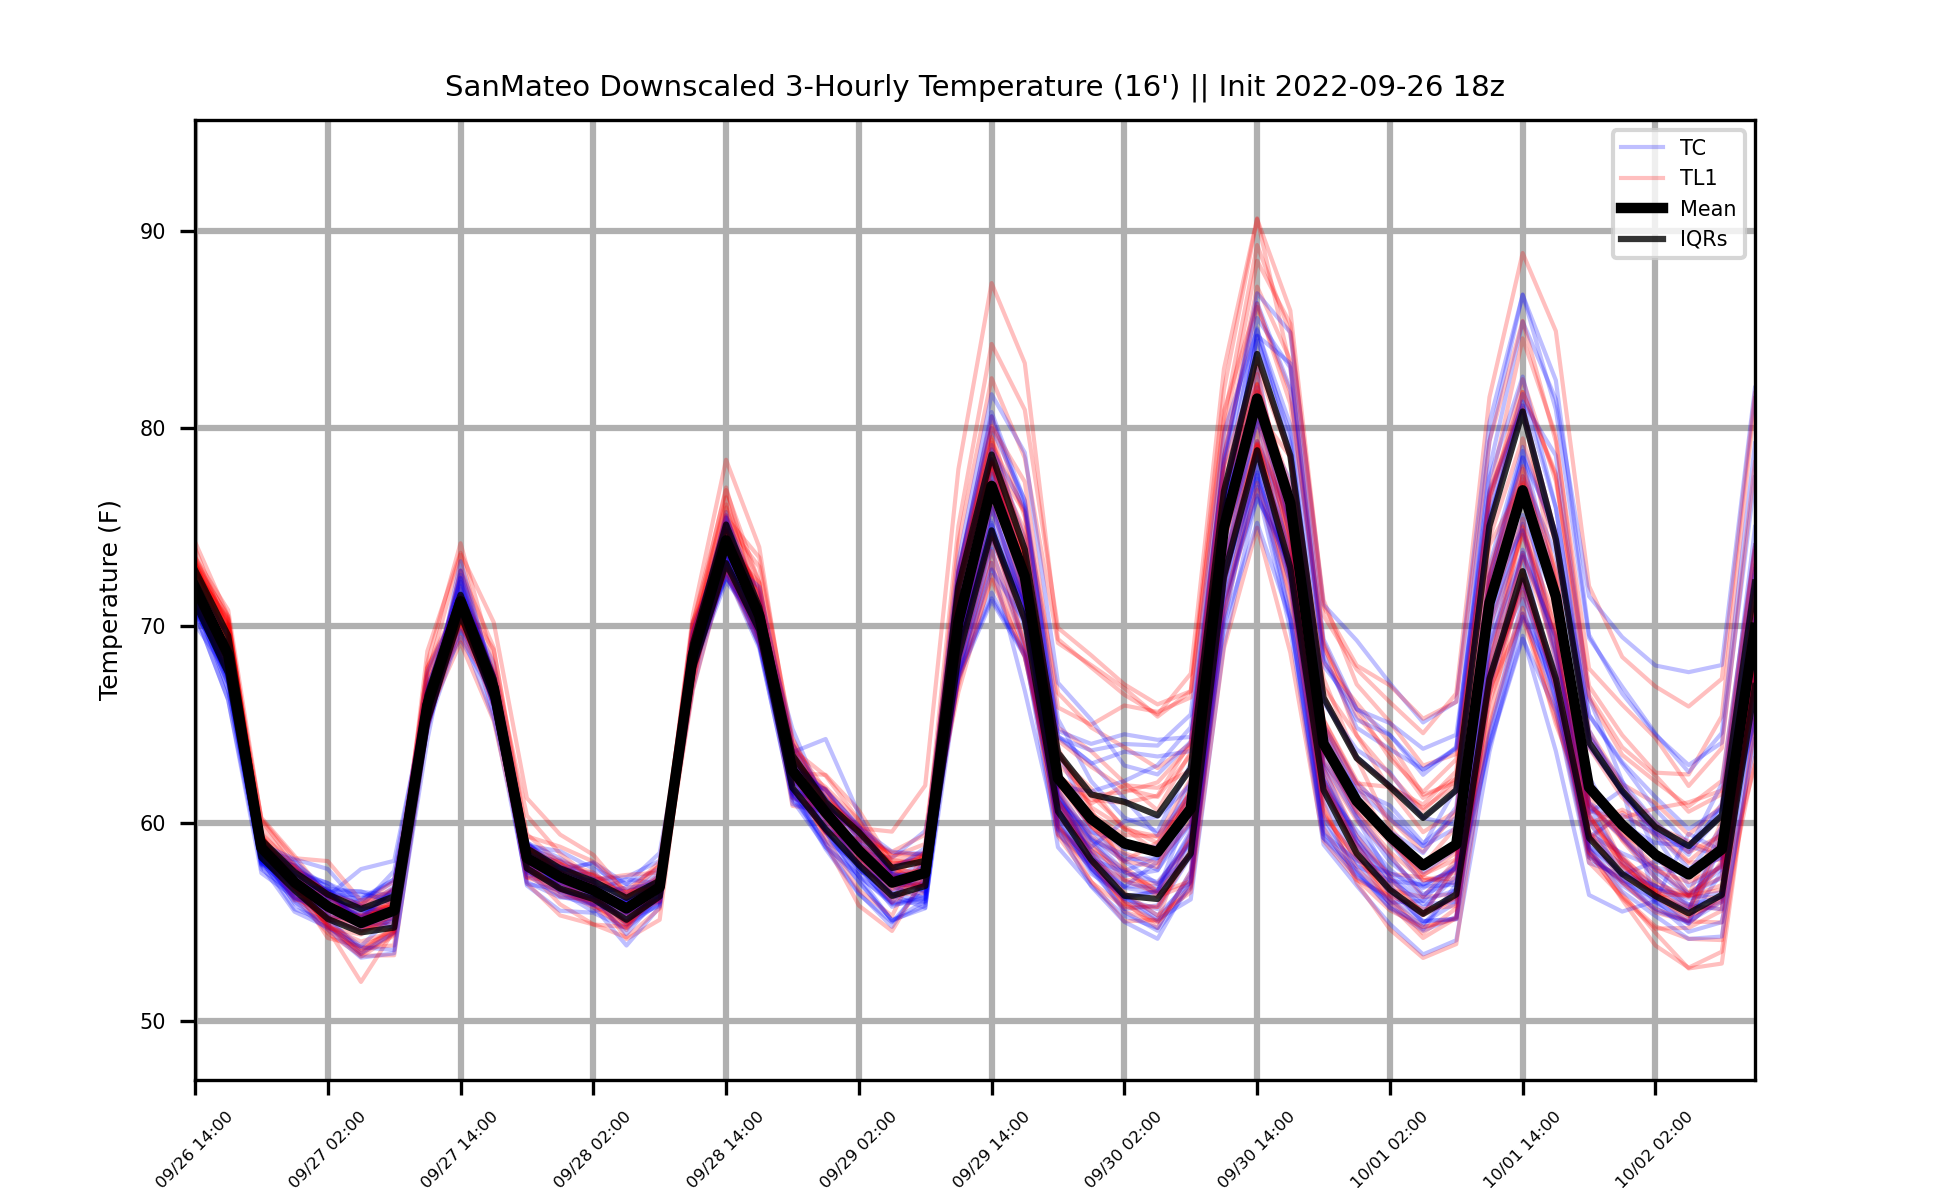 SanMateo Downscaled 3-Hourly Temperature (16') || Init 2022-09-26 18z
TC
TL1
Mean
IQRs
Temperature (F)
90
80
70
60
50
09/26 14:00
09/27 02:00
09/27 14:00
09/28 02:00
09/28 14:00
09/29 02:00
09/29 14:00
09/30 02:00
09/30 14:00
10/01 02:00
10/01 14:00
10/02 02:00